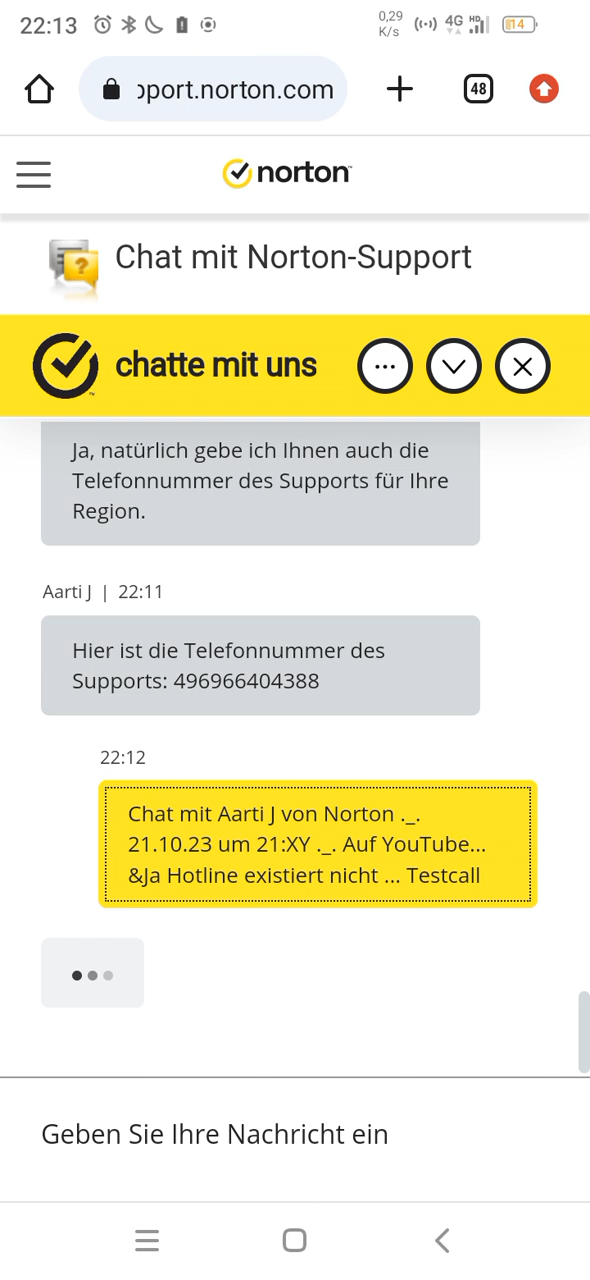 22:13
0,29
K/s
4G
HD
14
pport.norton.com
48
norton
?
Chat mit Norton-Support
chatte mit uns
Ja, natürlich gebe ich Ihnen auch die
Telefonnummer des Supports für Ihre
Region.
Aarti J | 22:11
Hier ist die Telefonnummer des
Supports: 496966404388
22:12
Chat mit Aarti J von Norton ._.
21.10.23 um 21:XY ._. Auf YouTube...
&Ja Hotline existiert nicht ... Testcall
Geben Sie Ihre Nachricht ein